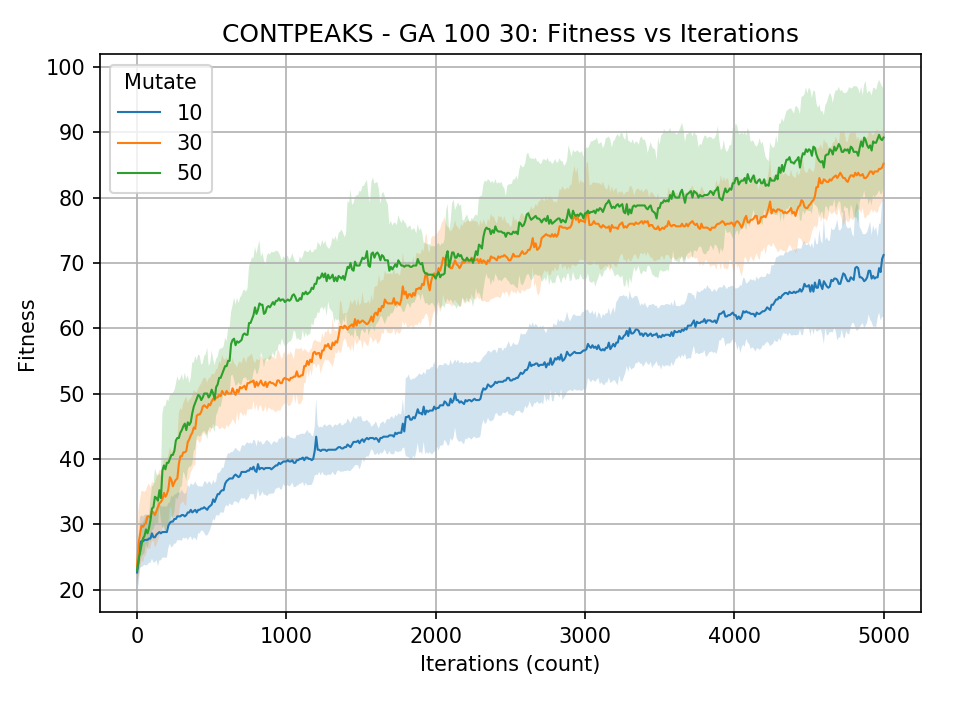 CONTPEAKS - GA 100 30: Fitness vs Iterations
Mutate
10
30
50
100
90
80
70
60
50
40
30
20
Fitness
0 1000 2000 3000 4000 5000
Iterations (count)